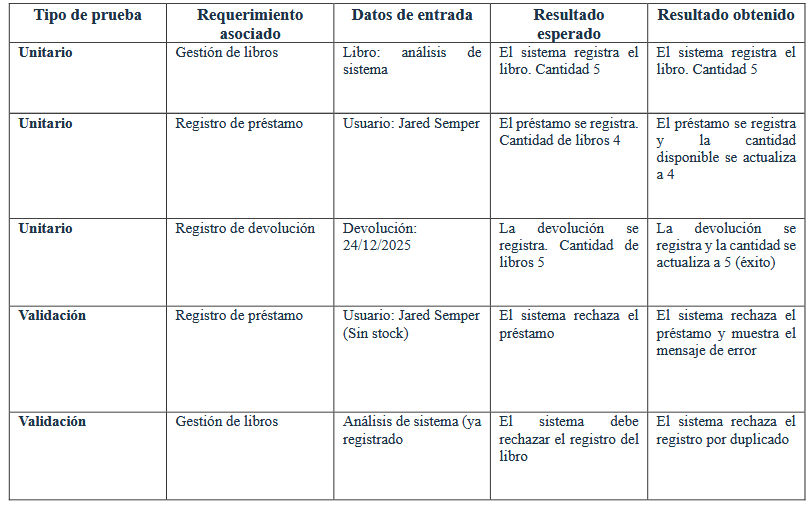 Tipo de prueba
Requerimiento
asociado
Datos de entrada
Resultado
esperado
Resultado obtenido
Unitario
Gestión de libros
Libro: análisis de
sistema
El sistema registra el
libro. Cantidad 5
El sistema registra el
libro. Cantidad 5
Unitario
Registro de préstamo
Usuario: Jared Semper
El préstamo se registra.
Cantidad de libros 4
El préstamo se registra
y la cantidad
disponible se actualiza
a 4
Unitario
Registro de devolución
Devolución:
24/12/2025
La devolución se
registra. Cantidad de
libros 5
La devolución se
registra y la cantidad se
actualiza a 5 (éxito)
Validación
Registro de préstamo
Usuario: Jared Semper
(Sin stock)
El sistema rechaza el
préstamo
El sistema rechaza el
préstamo y muestra el
mensaje de error
Validación
Gestión de libros
Análisis de sistema (ya
registrado
El sistema debe
rechazar el registro del
libro
El sistema rechaza el
registro por duplicado